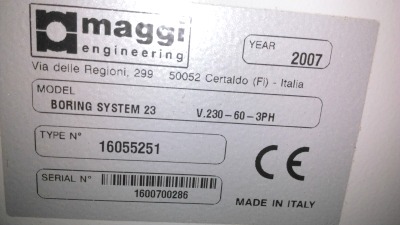 maggi
engineering
YEAR
2007
Via delle Regioni, 299 50052 Certaldo (FI) - Italia
MODEL
BORING SYSTEM 23 V.230-60-3PH
TYPE N°
16055251
CE
SERIAL N°
1600700286
MADE IN ITALY